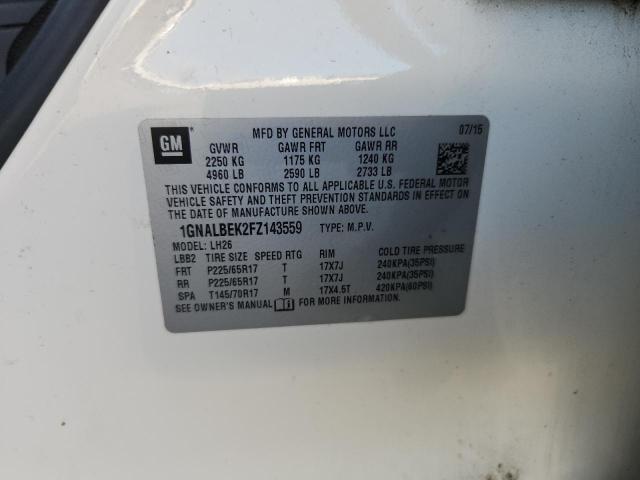 GM
MFD BY GENERAL MOTORS LLC 07/15
GVWR GAWR FRT GAWR RR
2250 KG 1175 KG 1240 KG
4960 LB 2590 LB 2733 LB
THIS VEHICLE CONFORMS TO ALL APPLICABLE U.S. FEDERAL MOTOR
VEHICLE SAFETY AND THEFT PREVENTION STANDARDS IN EFFECT ON
THE DATE OF MANUFACTURE SHOWN ABOVE.
1GNALBEK2FZ143559 TYPE: M.P.V.
MODEL: LH26
LBB2 TIRE SIZE SPEED RTG RIM COLD TIRE PRESSURE
FRT P225/65R17 T 17X7J 240KPA(35PSI)
RR P225/65R17 T 17X7J 240KPA(35PSI)
SPA T145/70R17 M 17X4.5T 420KPA(60PSI)
SEE OWNER'S MANUAL FOR MORE INFORMATION.